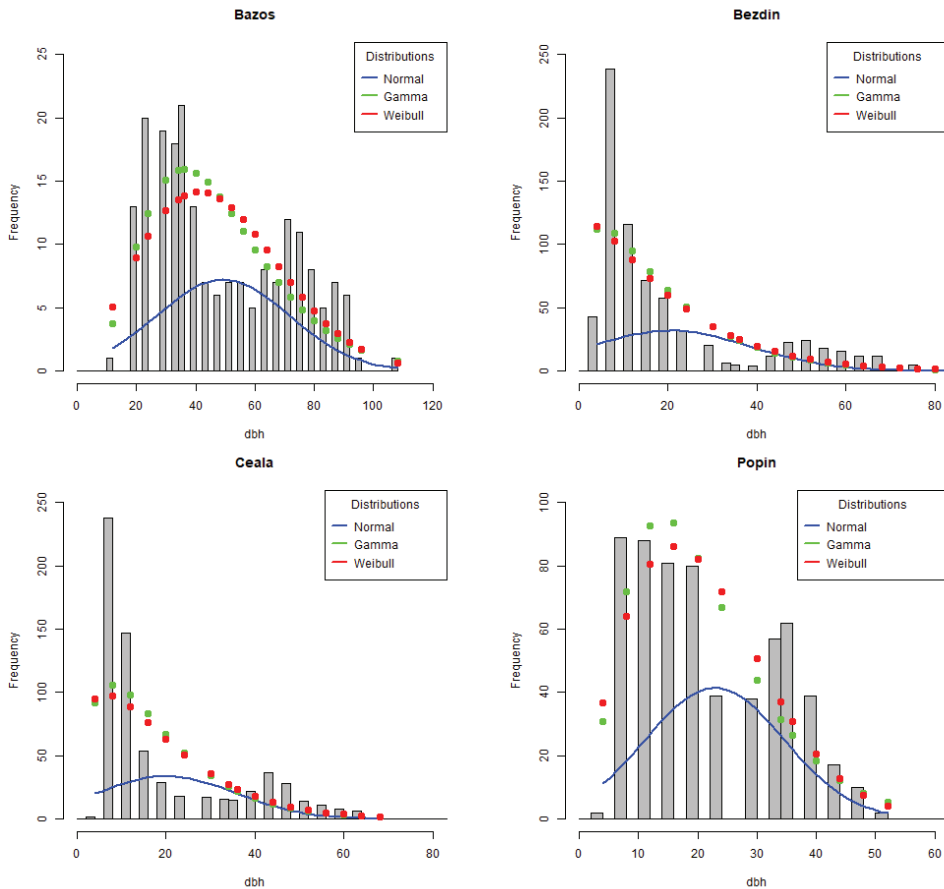 Bazos
25
20
15
10
5
0
Frequency
0 20 40 60 80 100 120
dbh
Distributions
Normal
Gamma
Weibull
Bezdin
250
200
150
100
50
0
Frequency
0 20 40 60 80
dbh
Distributions
Normal
Gamma
Weibull
Ceala
250
200
150
100
50
0
Frequency
0 20 40 60 80
dbh
Distributions
Normal
Gamma
Weibull
Popin
100
80
60
40
20
0
Frequency
0 10 20 30 40 50 60
dbh
Distributions
Normal
Gamma
Weibull